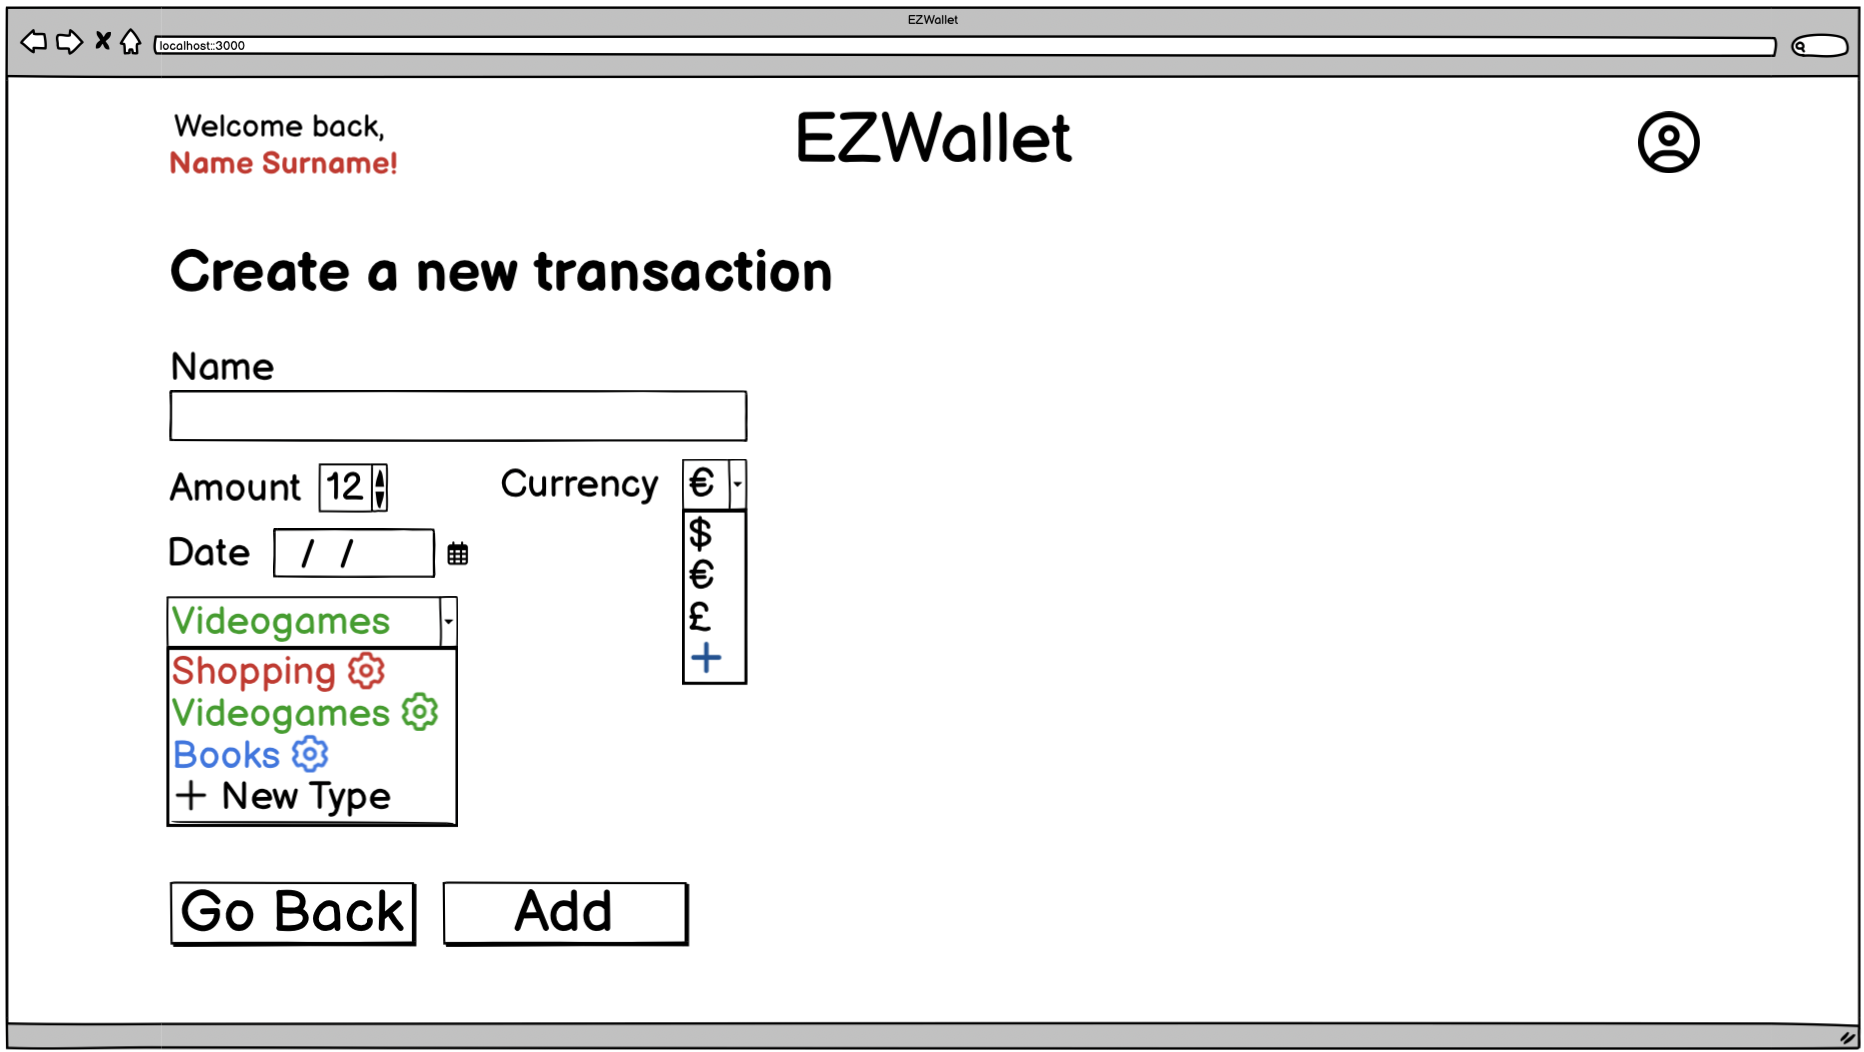 EZWallet
localhost::3000
Welcome back,
Name Surname!
EZWallet
Create a new transaction
Name
Amount 12
Currency €
$
€
£
+
Date / /
Videogames
Shopping
Videogames
Books
+ New Type
Go Back
Add